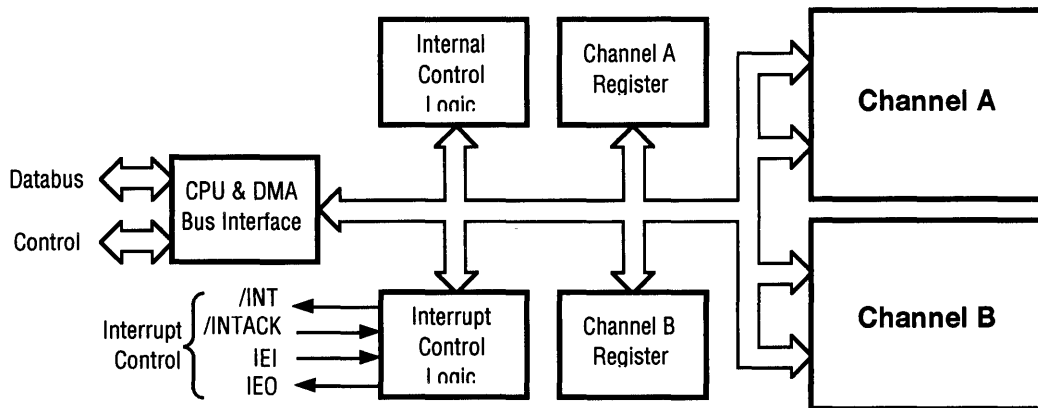 Internal
Control
Logic
Channel A
Register
Channel A
Databus
Control
CPU & DMA
Bus Interface
Interrupt
Control
/INT
/INTACK
IEI
IEO
Interrupt
Control
Logic
Channel B
Register
Channel B